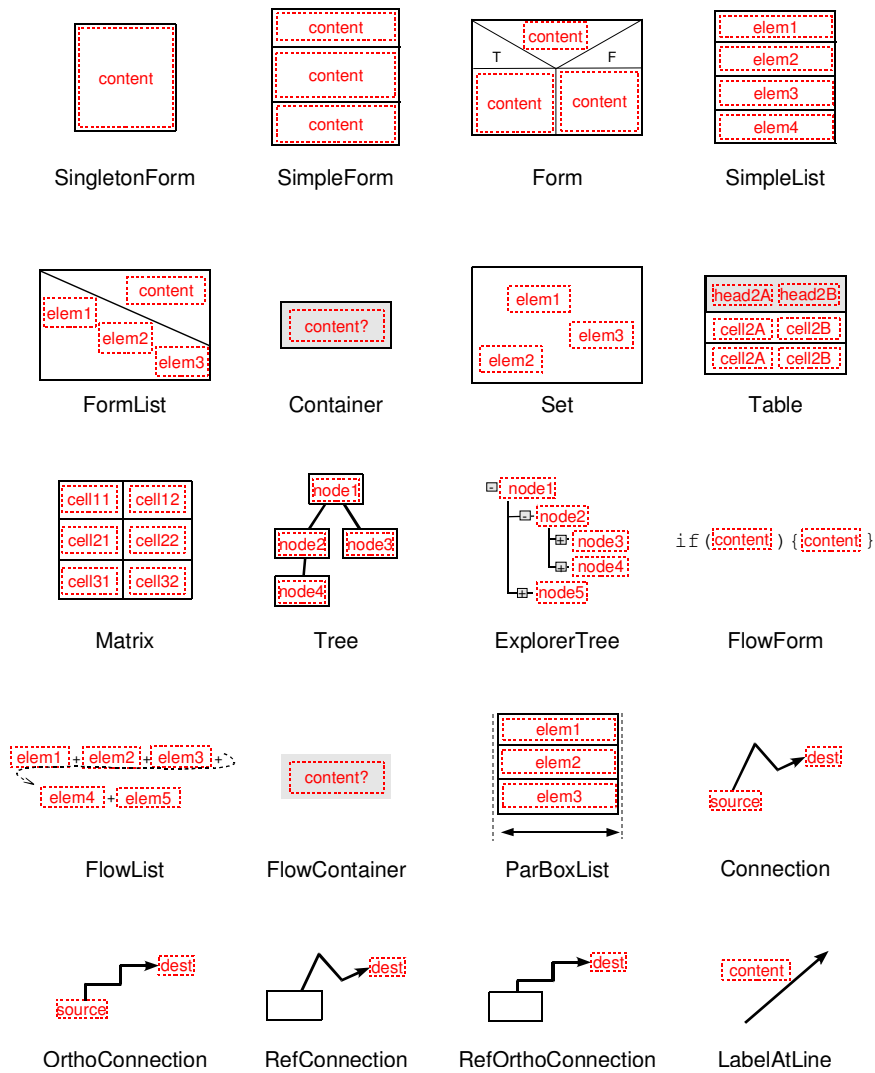 content
SingletonForm
content
content
content
SimpleForm
content
T F
content content
Form
elem1
elem2
elem3
elem4
SimpleList
content
elem1
elem2
elem3
FormList
content?
Container
elem1
elem3
elem2
Set
head2A head2B
cell2A cell2B
cell2A cell2B
Table
cell11 cell12
cell21 cell22
cell31 cell32
Matrix
node1
node2 node3
node4
Tree
- node1
- node2
+ node3
+ node4
+ node5
ExplorerTree
if(content){content}
FlowForm
elem1+elem2+elem3+
elem4+elem5
FlowList
content?
FlowContainer
elem1
elem2
elem3
ParBoxList
dest
source
Connection
dest
source
OrthoConnection
dest
RefConnection
dest
RefOrthoConnection
content
LabelAtLine